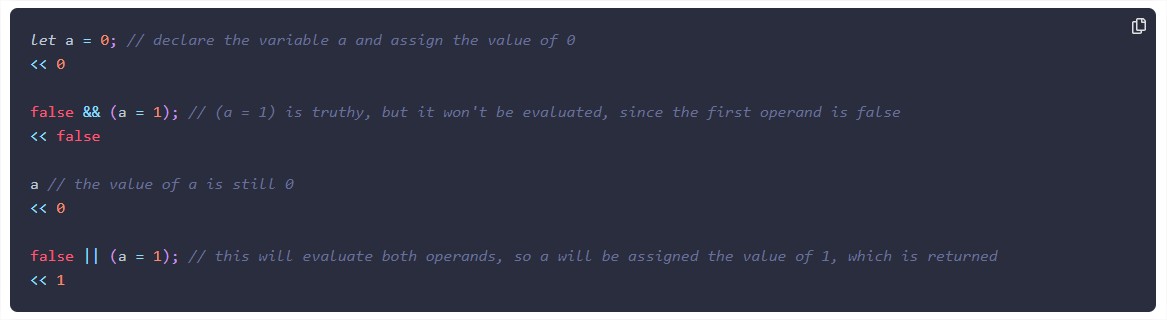 let a = 0; // declare the variable a and assign the value of 0
<< 0
false && (a = 1); // (a = 1) is truthy, but it won't be evaluated, since the first operand is false
<< false
a // the value of a is still 0
<< 0
false || (a = 1); // this will evaluate both operands, so a will be assigned the value of 1, which is returned
<< 1